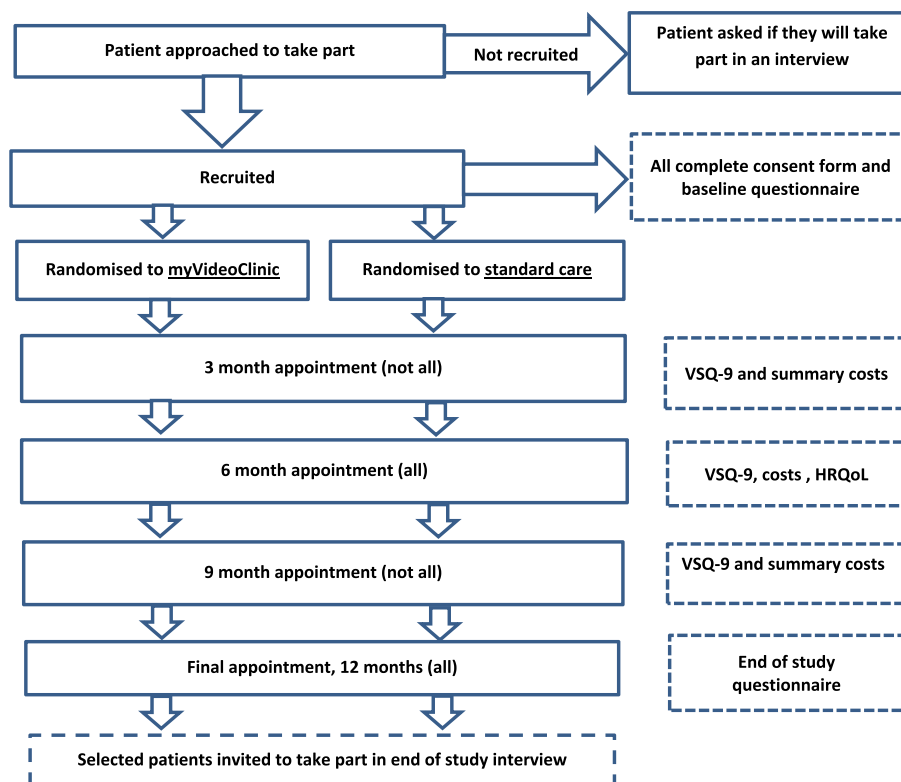 Patient approached to take part
Not recruited
Patient asked if they will take
part in an interview
Recruited
All complete consent form and
baseline questionnaire
Randomised to myVideoClinic
Randomised to standard care
3 month appointment (not all)
VSQ-9 and summary costs
6 month appointment (all)
VSQ-9, costs , HRQoL
9 month appointment (not all)
VSQ-9 and summary costs
Final appointment, 12 months (all)
End of study
questionnaire
Selected patients invited to take part in end of study interview